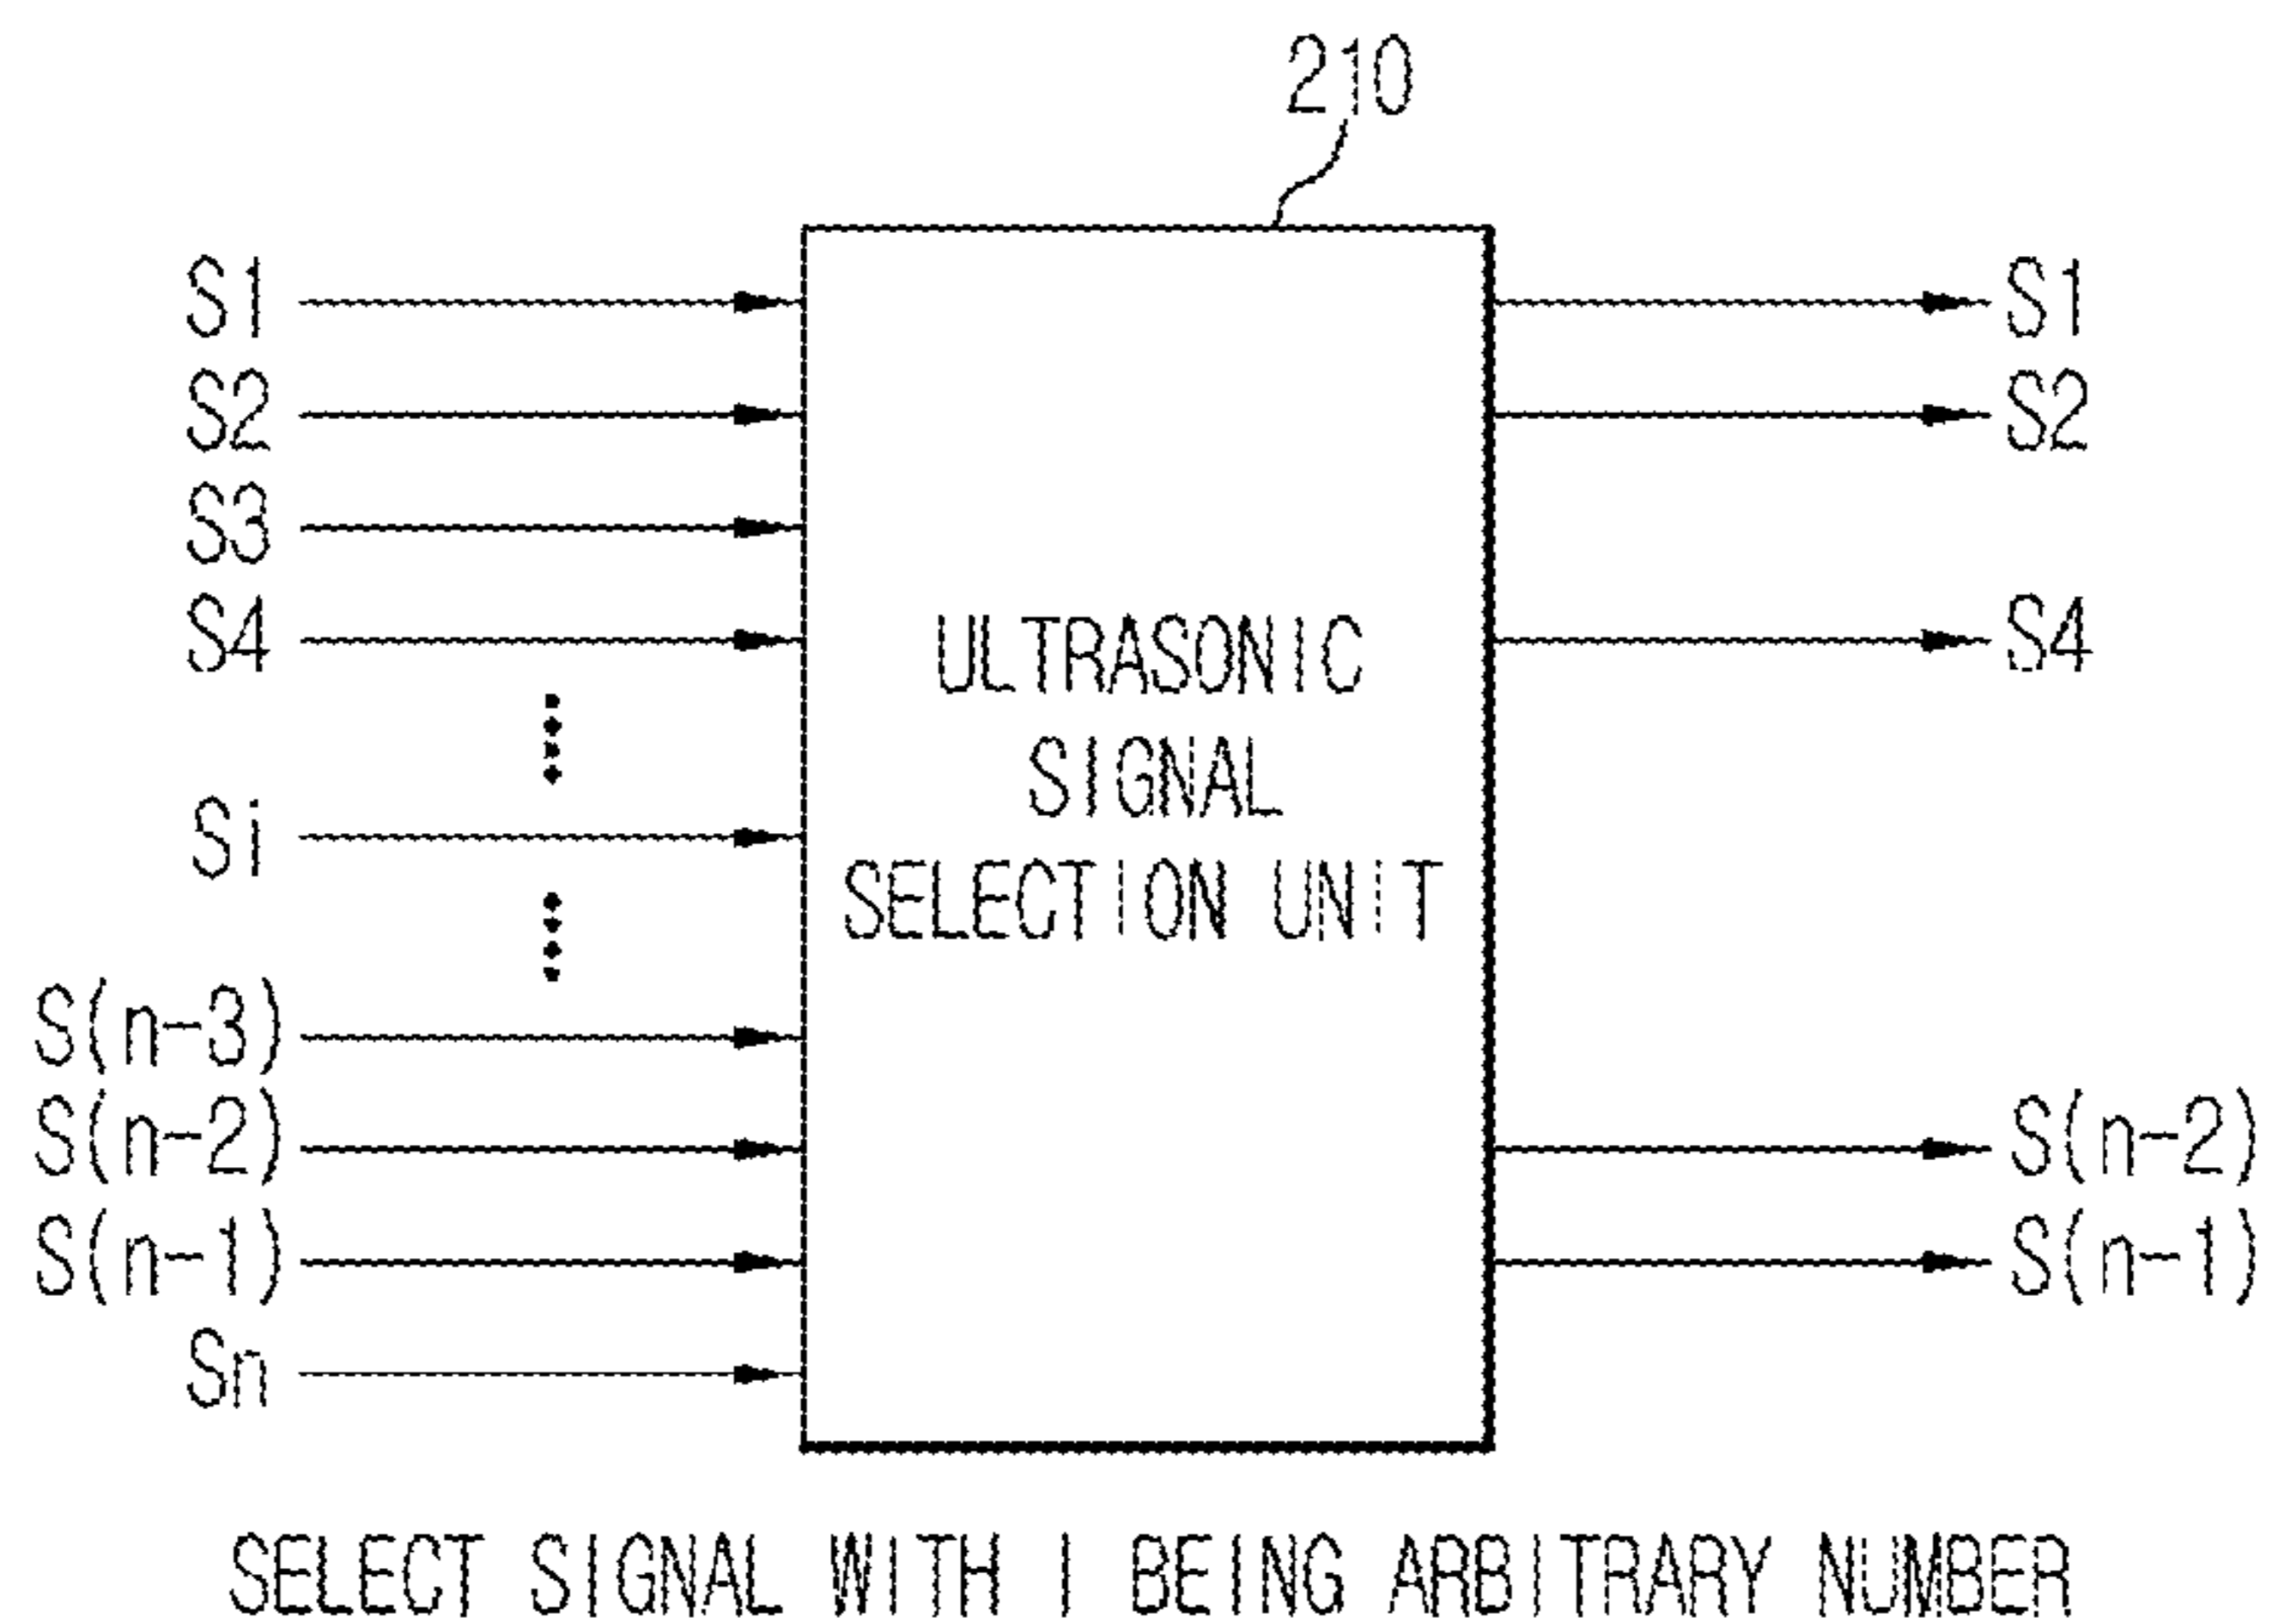 210
S1
S1
S2
S2
S3
S4
S4
ULTRASONIC
SIGNAL
Si
SELECTION UNIT
S(n-3)
S(n-2)
S(n-2)
S(n-1)
S(n-1)
Sn
SELECT SIGNAL WITH I BEING ARBITRARY NUMBER